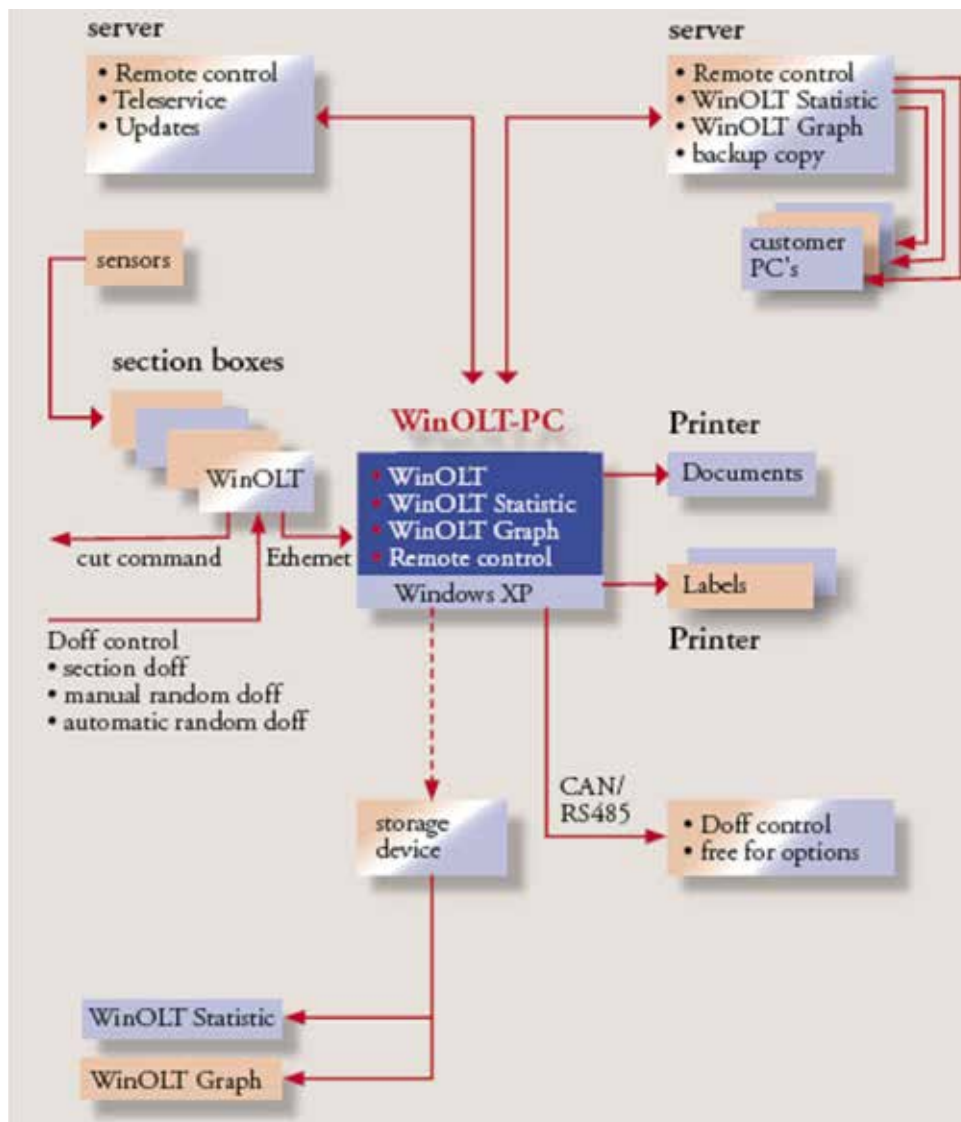 server
• Remote control
• Teleservice
• Updates
server
• Remote control
• WinOLT Statistic
• WinOLT Graph
• backup copy
customer
PC's
sensors
section boxes
WinOLT
cut command
Ethernet
Doff control
• section doff
• manual random doff
• automatic random doff
WinOLT-PC
• WinOLT
• WinOLT Statistic
• WinOLT Graph
• Remote control
Windows XP
Printer
Documents
Labels
Printer
storage
device
CAN/
RS485
• Doff control
• free for options
WinOLT Statistic
WinOLT Graph